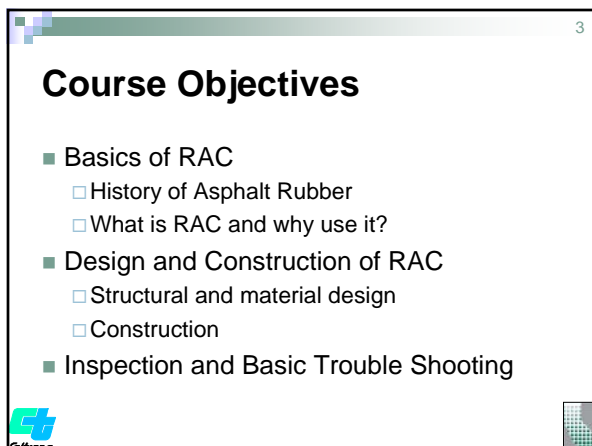 3
Course Objectives
Basics of RAC
History of Asphalt Rubber
What is RAC and why use it?
Design and Construction of RAC
Structural and material design
Construction
Inspection and Basic Trouble Shooting